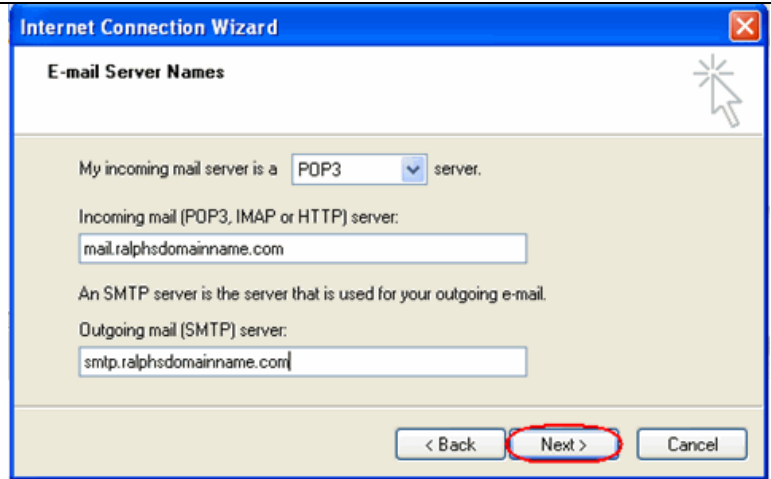 Internet Connection Wizard
E-mail Server Names
My incoming mail server is a POP3 server.
Incoming mail (POP3, IMAP or HTTP) server:
mail.ralphsdomainname.com
An SMTP server is the server that is used for your outgoing e-mail.
Outgoing mail (SMTP) server:
smtp.ralphsdomainname.com
< Back Next > Cancel